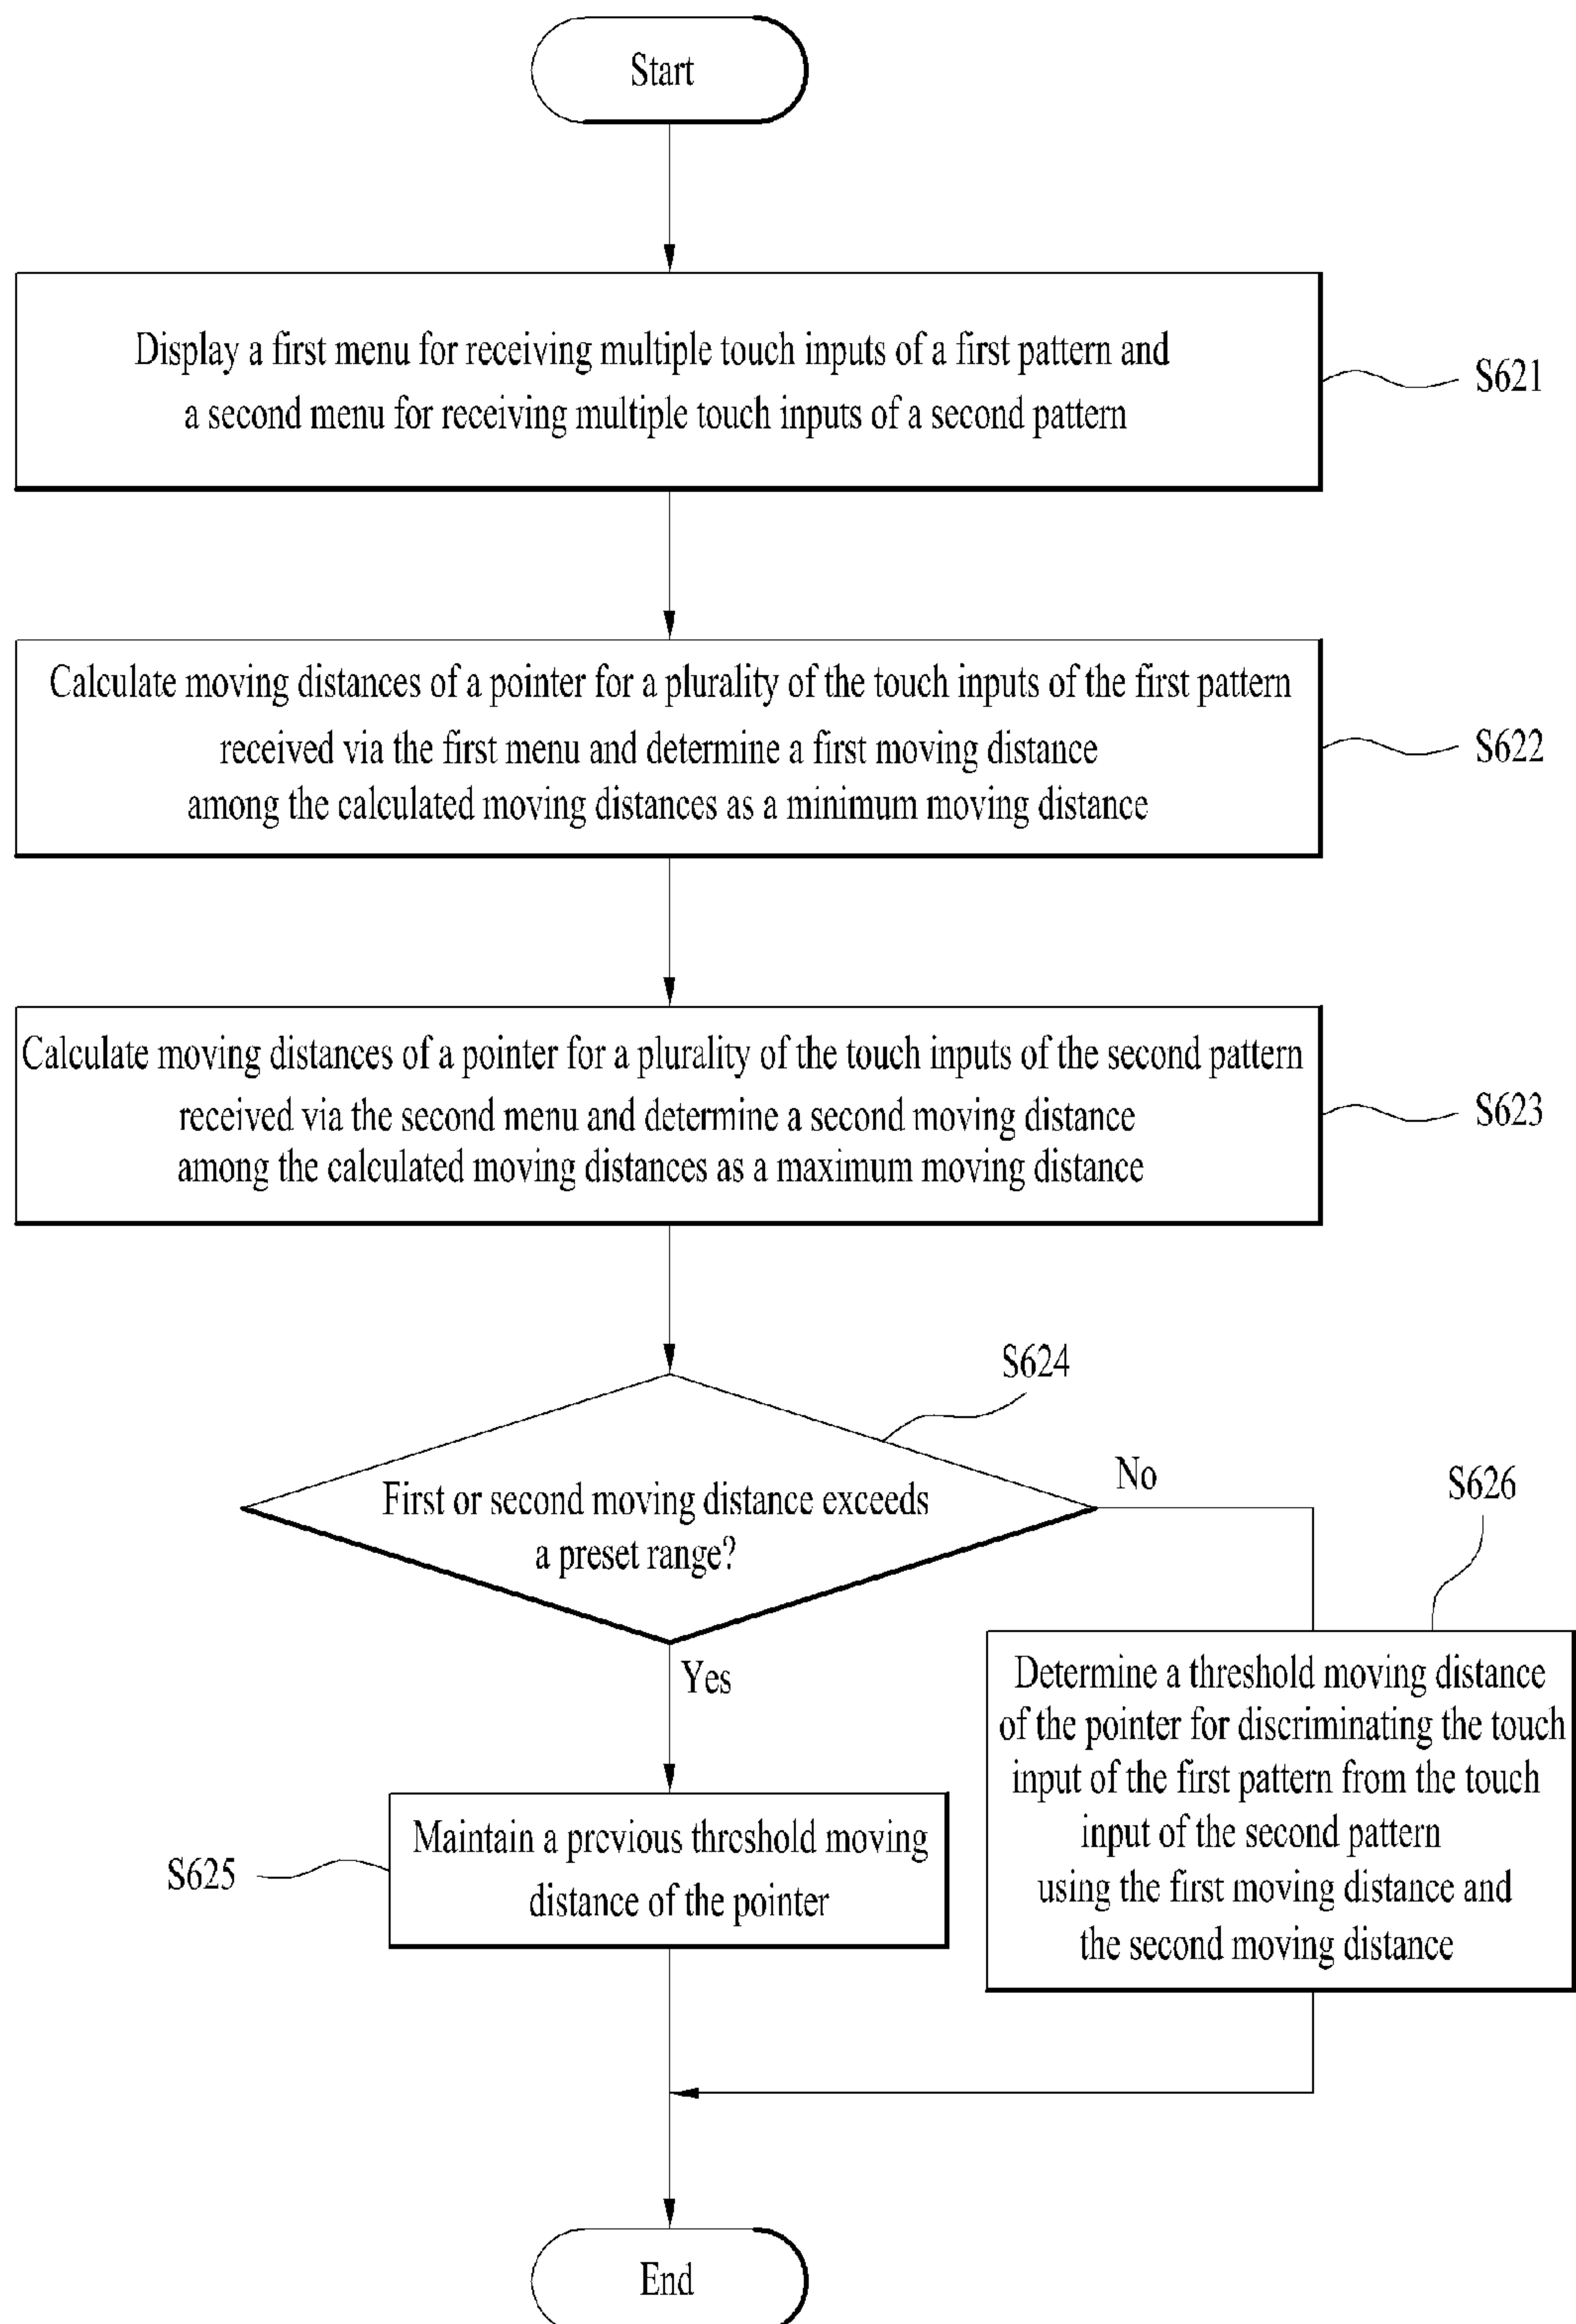 Start
Display a first menu for receiving multiple touch inputs of a first pattern and
a second menu for receiving multiple touch inputs of a second pattern
S621
Calculate moving distances of a pointer for a plurality of the touch inputs of the first pattern
received via the first menu and determine a first moving distance
among the calculated moving distances as a minimum moving distance
S622
Calculate moving distances of a pointer for a plurality of the touch inputs of the second pattern
received via the second menu and determine a second moving distance
among the calculated moving distances as a maximum moving distance
S623
S624
First or second moving distance exceeds
a preset range?
No
Yes
S626
Determine a threshold moving distance
of the pointer for discriminating the touch
input of the first pattern from the touch
input of the second pattern
using the first moving distance and
the second moving distance
Maintain a previous threshold moving
distance of the pointer
S625
End